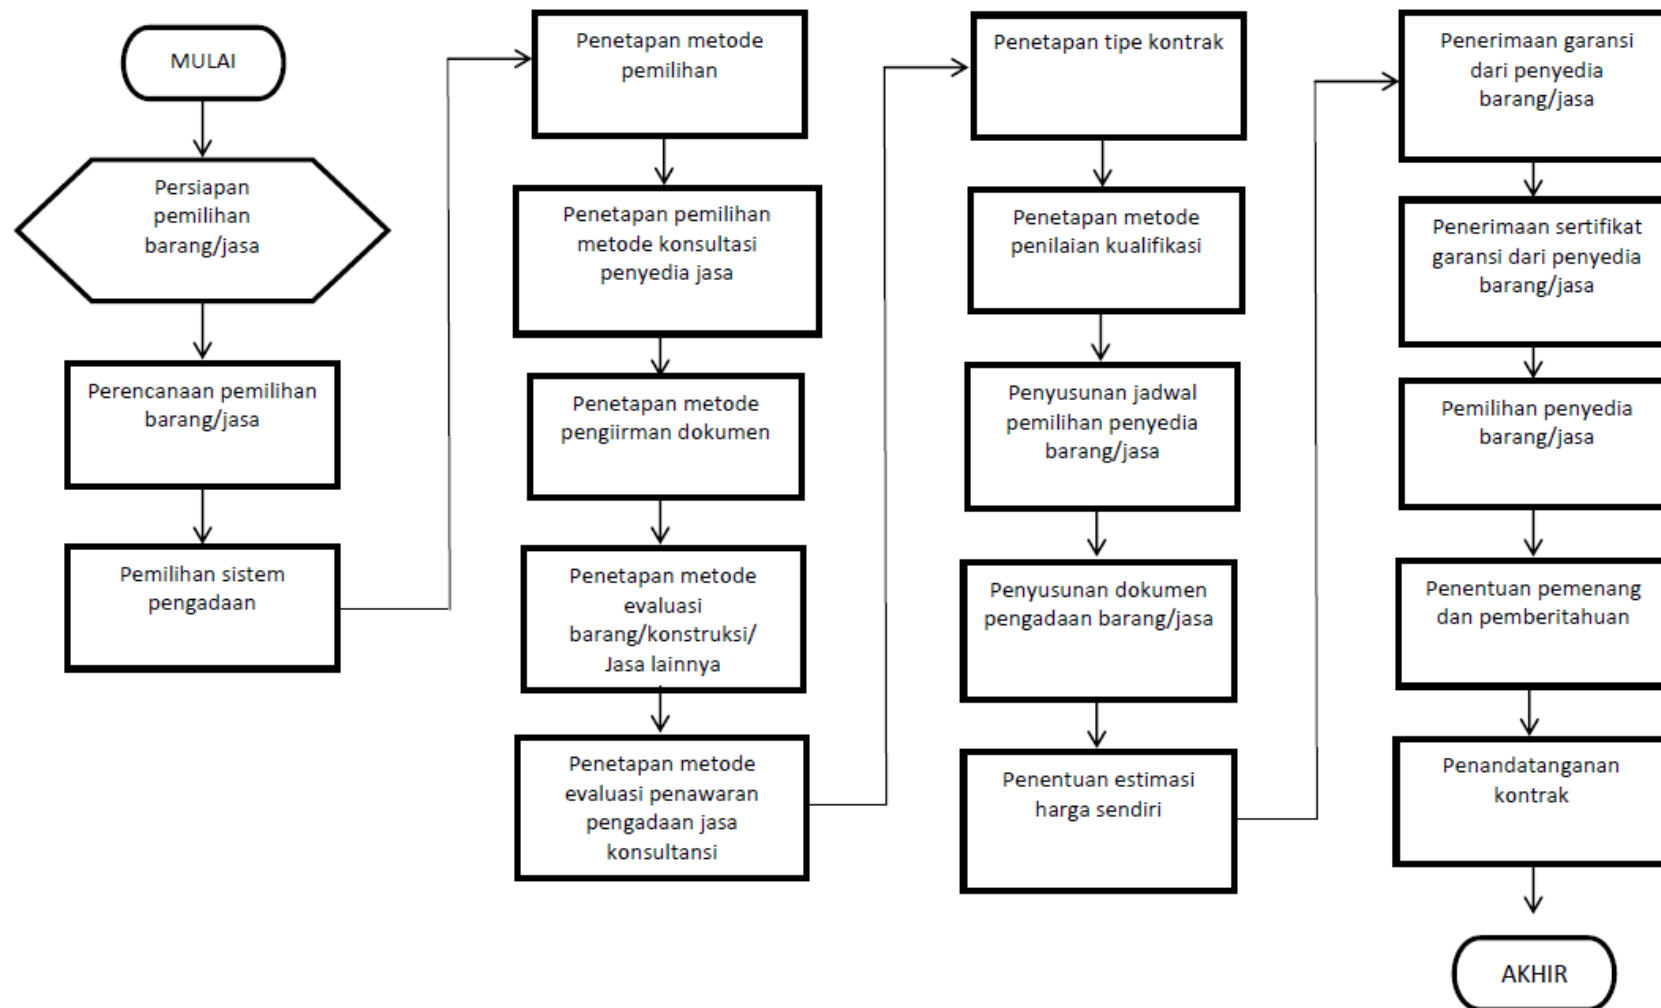 MULAI
Persiapan
pemilihan
barang/jasa
Perencanaan pemilihan
barang/jasa
Pemilihan sistem
pengadaan
Penetapan metode
pemilihan
Penetapan pemilihan
metode konsultasi
penyedia jasa
Penetapan metode
pengiirman dokumen
Penetapan metode
evaluasi
barang/konstruksi/
Jasa lainnya
Penetapan metode
evaluasi penawaran
pengadaan jasa
konsultansi
Penetapan tipe kontrak
Penetapan metode
penilaian kualifikasi
Penyusunan jadwal
pemilihan penyedia
barang/jasa
Penyusunan dokumen
pengadaan barang/jasa
Penentuan estimasi
harga sendiri
Penerimaan garansi
dari penyedia
barang/jasa
Penerimaan sertifikat
garansi dari penyedia
barang/jasa
Pemilihan penyedia
barang/jasa
Penentuan pemenang
dan pemberitahuan
Penandatanganan
kontrak
AKHIR